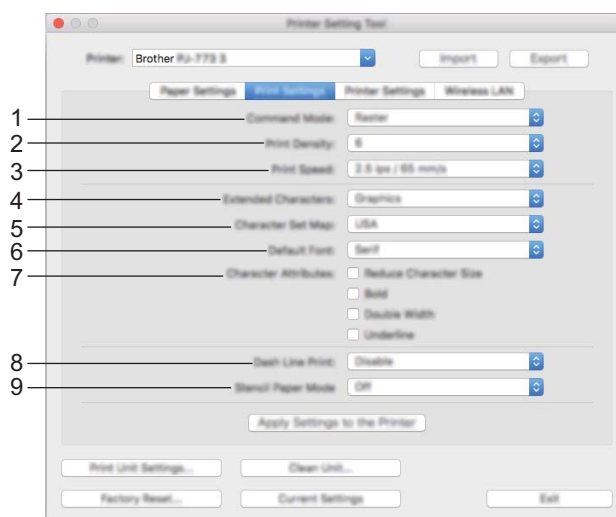 Printer Setting Tool
Printer: Brother PJ-773 3 Import Export
Paper Settings Print Settings Printer Settings Wireless LAN
1 Command Mode: Raster
2 Print Density: 6
3 Print Speed: 2.5 ips / 65 mm/s
4 Extended Characters: Graphics
5 Character Set Map: USA
6 Default Font: Serif
7 Character Attributes: Reduce Character Size
Bold
Double Width
Underline
8 Dash Line Print: Disable
9 Stencil Paper Mode Off
Apply Settings to the Printer
Print Unit Settings... Clean Unit...
Factory Reset... Current Settings Exit